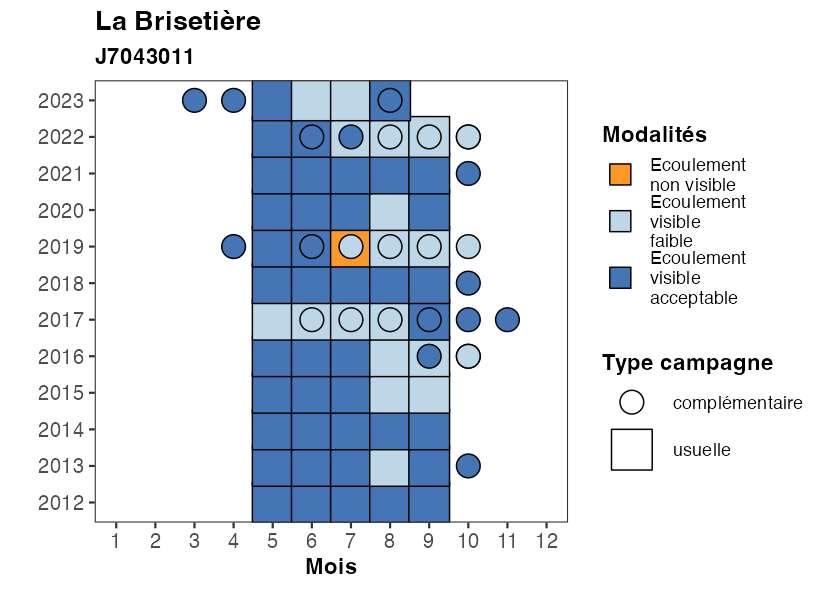 La Brisetière
J7043011
2023
2022
2021
2020
2019
2018
2017
2016
2015
2014
2013
2012
1 2 3 4 5 6 7 8 9 10 11 12
Mois
Modalités
Ecoulement
non visible
Ecoulement
visible
faible
Ecoulement
visible
acceptable
Type campagne
complémentaire
usuelle